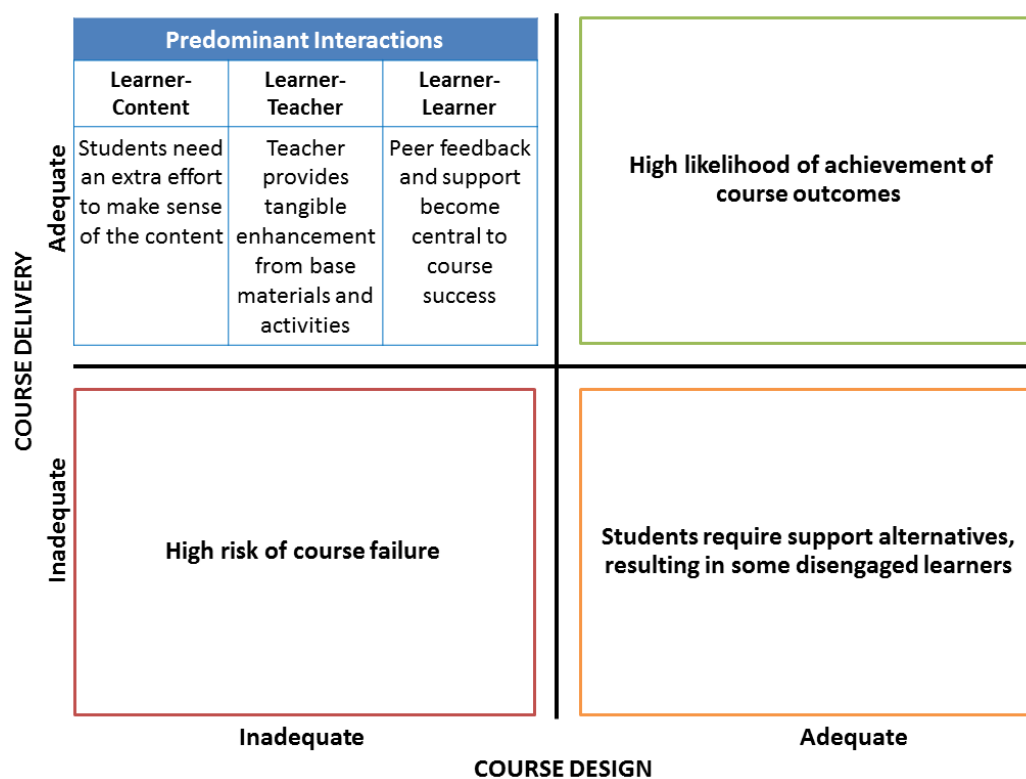 Predominant Interactions
Learner-
Content
Learner-
Teacher
Learner-
Learner
Students need
an extra effort
to make sense
of the content
Teacher
provides
tangible
enhancement
from base
materials and
activities
Peer feedback
and support
become
central to
course
success
High likelihood of achievement of
course outcomes
Adequate
COURSE DELIVERY
Inadequate
High risk of course failure
Students require support alternatives,
resulting in some disengaged learners
Inadequate
Adequate
COURSE DESIGN